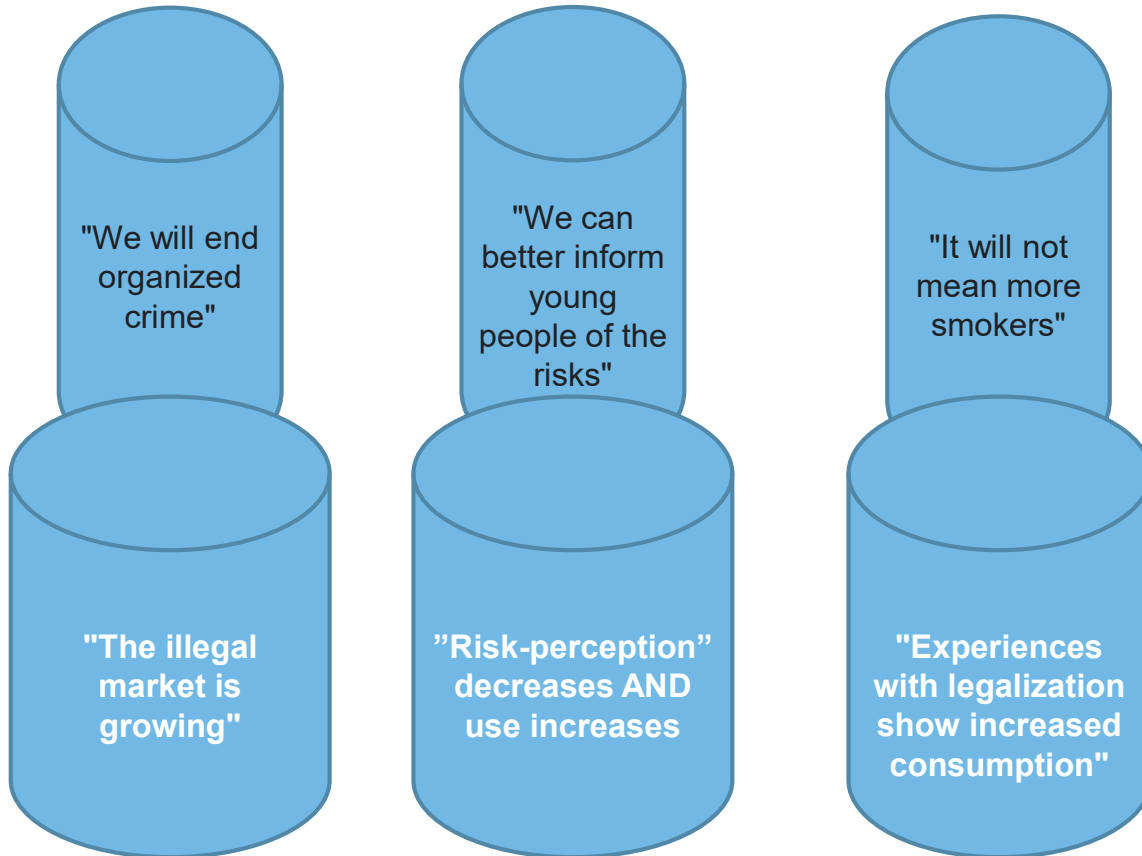 "We will end
organized
crime"
"We can
better inform
young
people of the
risks"
"It will not
mean more
smokers"
"The illegal
market is
growing"
”Risk-perception”
decreases AND
use increases
"Experiences
with legalization
show increased
consumption"